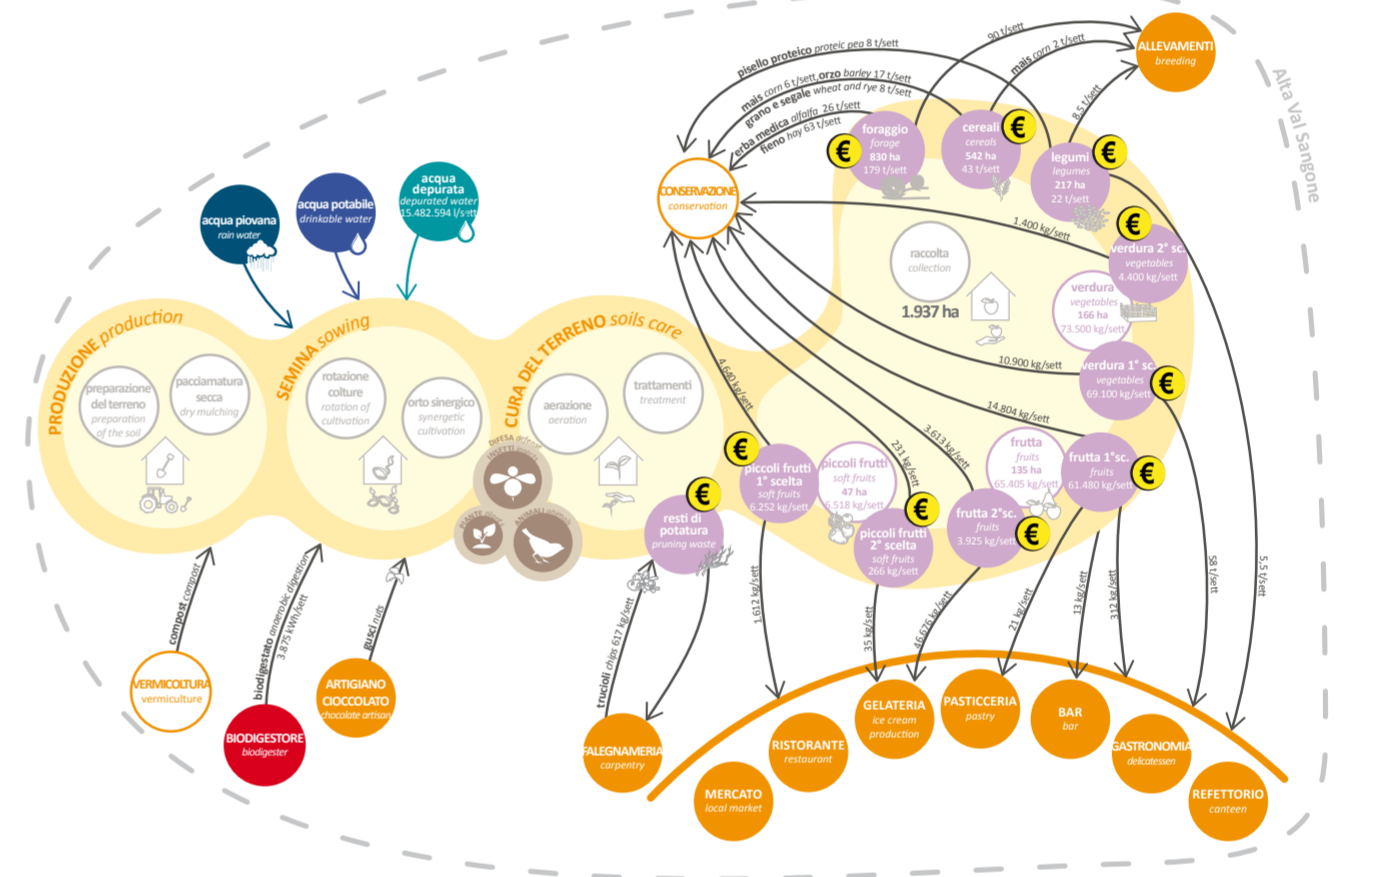 Alta Val Sangone
ALLEVAMENTI
breeding
90 t/sett
mais corn 2 t/sett
8,5 t/sett
pisello proteico proteic pea 8 t/sett
mais corn 6 t/sett,orzo barley 17 t/sett
grano e segale wheat and rye 8 t/sett
erba medica alfalfa 26 t/sett
fieno hay 63 t/sett
foraggio
forage
830 ha
179 t/sett
€
cereali
cereals
542 ha
43 t/sett
€
legumi
legumes
217 ha
22 t/sett
€
CONSERVAZIONE
conservation
1.400 kg/sett
€
verdura 2° sc.
vegetables
4.400 kg/sett
raccolta
collection
1.937 ha
verdura
vegetables
166 ha
73.500 kg/sett
10.900 kg/sett
verdura 1° sc.
vegetables
69.100 kg/sett
€
14.804 kg/sett
acqua piovana
rain water
acqua potabile
drinkable water
acqua
depurata
depurated water
15.482.594 l/sett
PRODUZIONE production
preparazione
del terreno
preparation
of the soil
pacciamatura
secca
dry mulching
SEMINA sowing
rotazione
colture
rotation of
cultivation
orto sinergico
synergetic
cultivation
CURA DEL TERRENO soils care
aerazione
aeration
trattamenti
treatment
DIFESA defense
INSETTI insects
PIANTE plants
ANIMALI animals
4.640 kg/sett
231 kg/sett
3.613 kg/sett
€
piccoli frutti
1° scelta
soft fruits
6.252 kg/sett
piccoli frutti
soft fruits
47 ha
6.518 kg/sett
€
piccoli frutti
2° scelta
soft fruits
266 kg/sett
frutta
fruits
135 ha
65.405 kg/sett
frutta 1°sc.
fruits
61.480 kg/sett
€
frutta 2°sc.
fruits
3.925 kg/sett
€
€
resti di
potatura
pruning waste
compost compost
biodigestato anaerobic digestion
3.875 kWh/sett
gusci nuts
trucioli chips 617 kg/sett
1.612 kg/sett
35 kg/sett
46.676 kg/sett
21 kg/sett
13 kg/sett
312 kg/sett
58 t/sett
5,5 t/sett
VERMICOLTURA
vermiculture
BIODIGESTORE
biodigester
ARTIGIANO
CIOCCOLATO
chocolate artisan
FALEGNAMERIA
carpentry
MERCATO
local market
RISTORANTE
restaurant
GELATERIA
ice cream
production
PASTICCERIA
pastry
BAR
bar
GASTRONOMIA
delicatessen
REFETTORIO
canteen